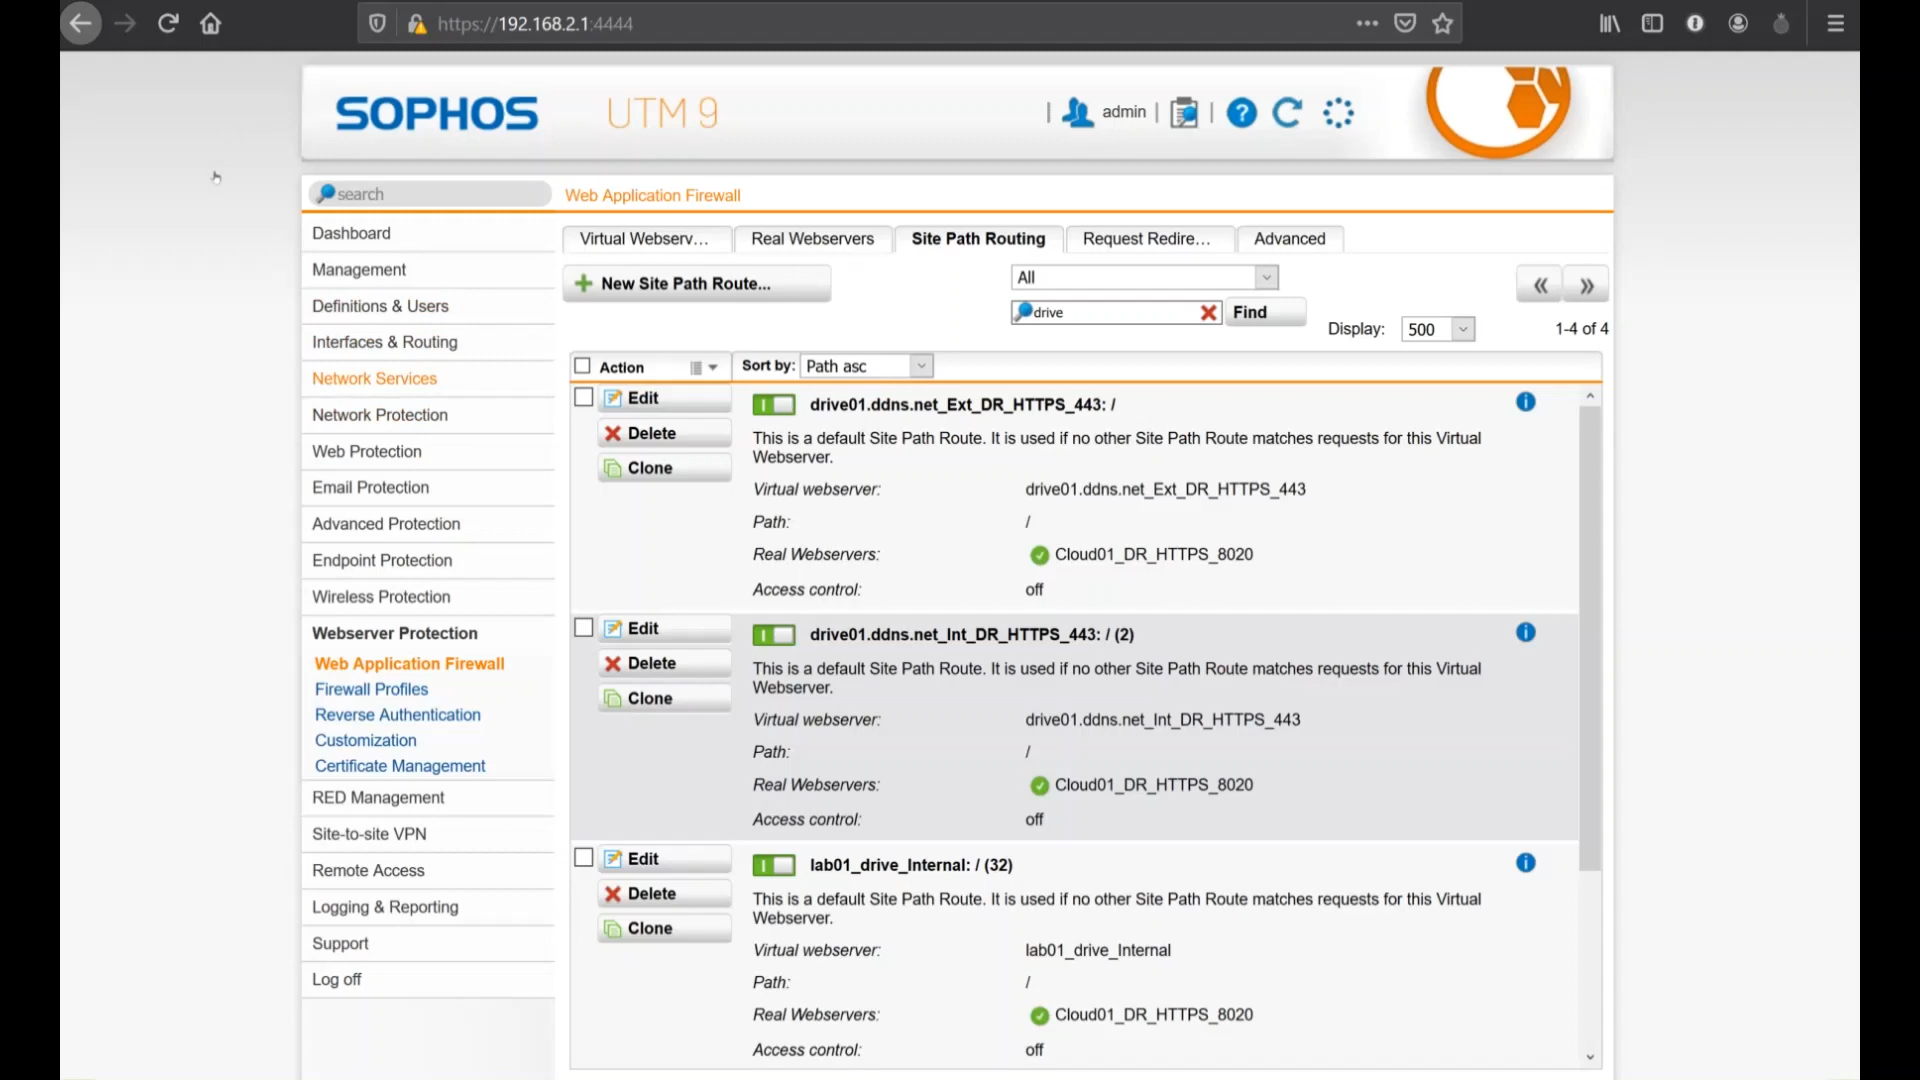 https://192.168.2.1:4444
SOPHOS
UTM 9
admin
search
Web Application Firewall
Dashboard
Management
Definitions & Users
Interfaces & Routing
Network Services
Network Protection
Web Protection
Email Protection
Advanced Protection
Endpoint Protection
Wireless Protection
Webserver Protection
Web Application Firewall
Firewall Profiles
Reverse Authentication
Customization
Certificate Management
RED Management
Site-to-site VPN
Remote Access
Logging & Reporting
Support
Log off
Virtual Webserv…
Real Webservers
Site Path Routing
Request Redire…
Advanced
New Site Path Route...
All
drive
Find
Display:
500
1-4 of 4
Action
Sort by:
Path asc
Edit
Delete
Clone
drive01.ddns.net_Ext_DR_HTTPS_443: /
This is a default Site Path Route. It is used if no other Site Path Route matches requests for this Virtual
Webserver.
Virtual webserver: drive01.ddns.net_Ext_DR_HTTPS_443
Path: /
Real Webservers: Cloud01_DR_HTTPS_8020
Access control: off
Edit
Delete
Clone
drive01.ddns.net_Int_DR_HTTPS_443: / (2)
This is a default Site Path Route. It is used if no other Site Path Route matches requests for this Virtual
Webserver.
Virtual webserver: drive01.ddns.net_Int_DR_HTTPS_443
Path: /
Real Webservers: Cloud01_DR_HTTPS_8020
Access control: off
Edit
Delete
Clone
lab01_drive_Internal: / (32)
This is a default Site Path Route. It is used if no other Site Path Route matches requests for this Virtual
Webserver.
Virtual webserver: lab01_drive_Internal
Path: /
Real Webservers: Cloud01_DR_HTTPS_8020
Access control: off